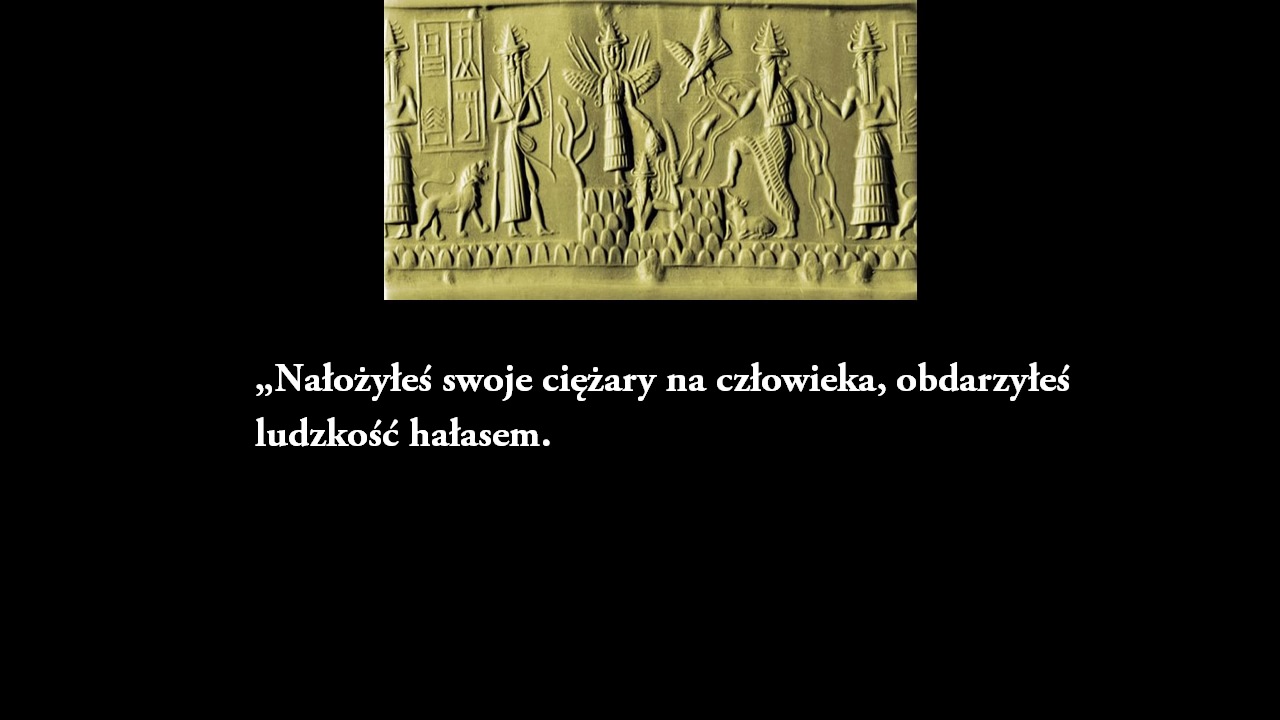 „Nałożyłeś swoje ciężary na człowieka, obdarzyłeś
ludzkość hałasem.